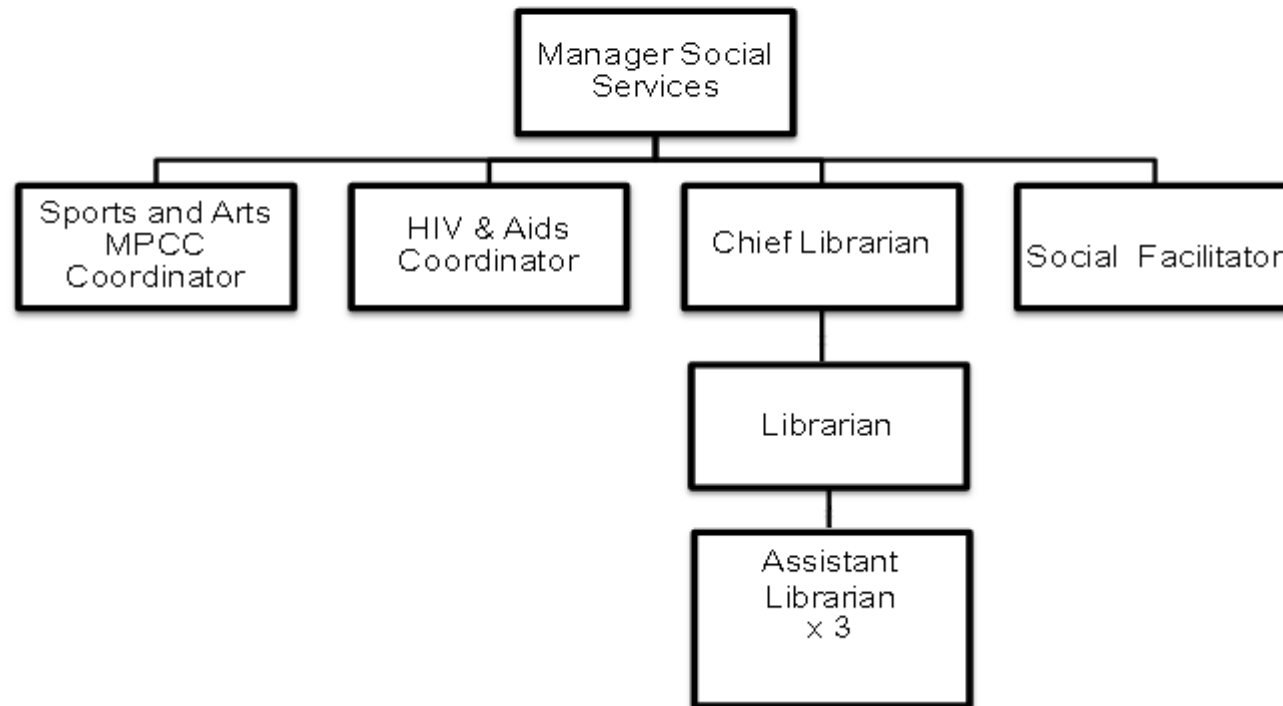 Manager Social
Services
Sports and Arts
MPCC
Coordinator
HIV & Aids
Coordinator
Chief Librarian
Social Facilitator
Librarian
Assistant
Librarian
x 3